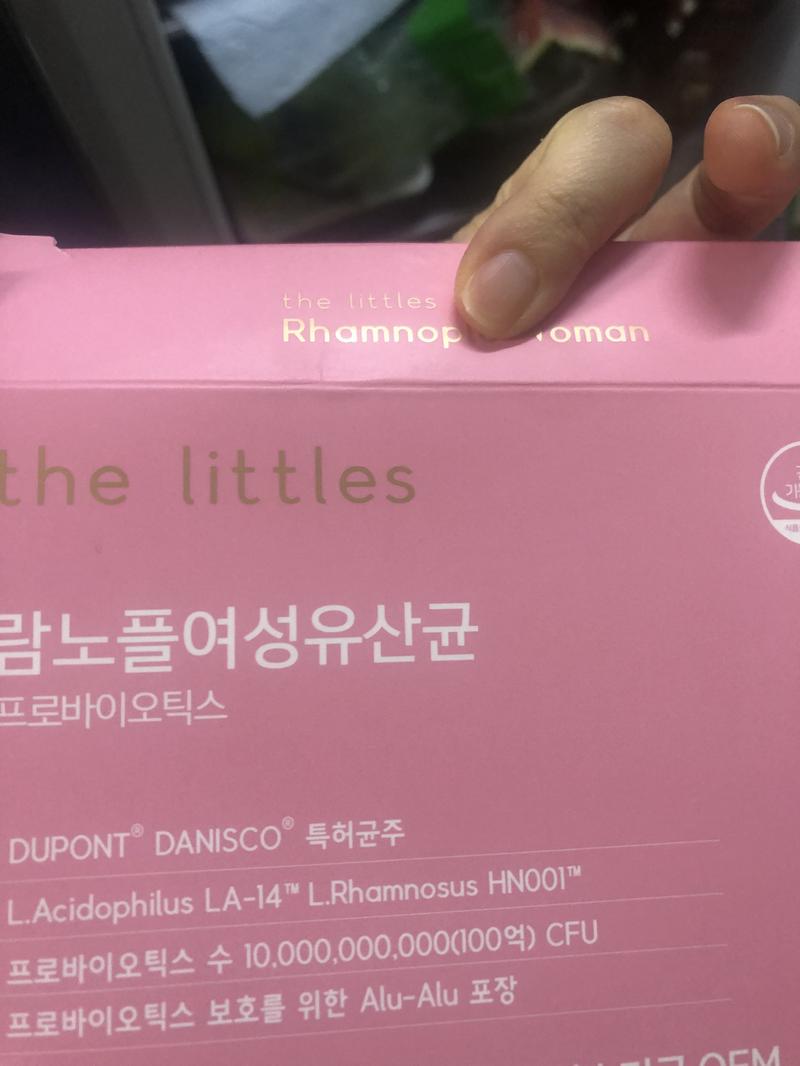 the littles
the littles
람노플여성유산균
프로바이오틱스
DUPONT® DANISCO® 특허균주
L.Acidophilus LA-14™ L.Rhamnosus HN001™
프로바이오틱스 수 10,000,000,000(100억) CFU
프로바이오틱스 보호를 위한 Alu-Alu 포장
OEM